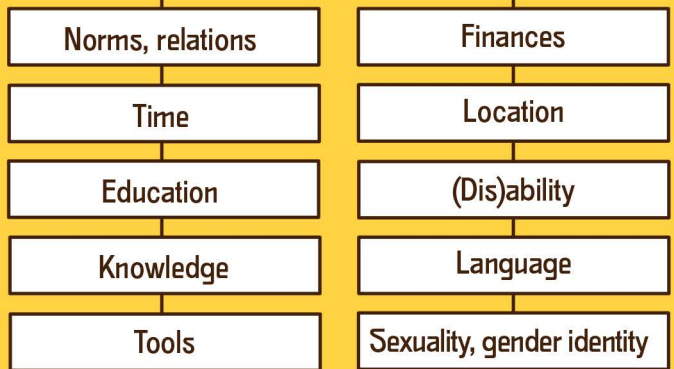 Norms, relations
Time
Education
Knowledge
Tools
Finances
Location
(Dis)ability
Language
Sexuality, gender identity